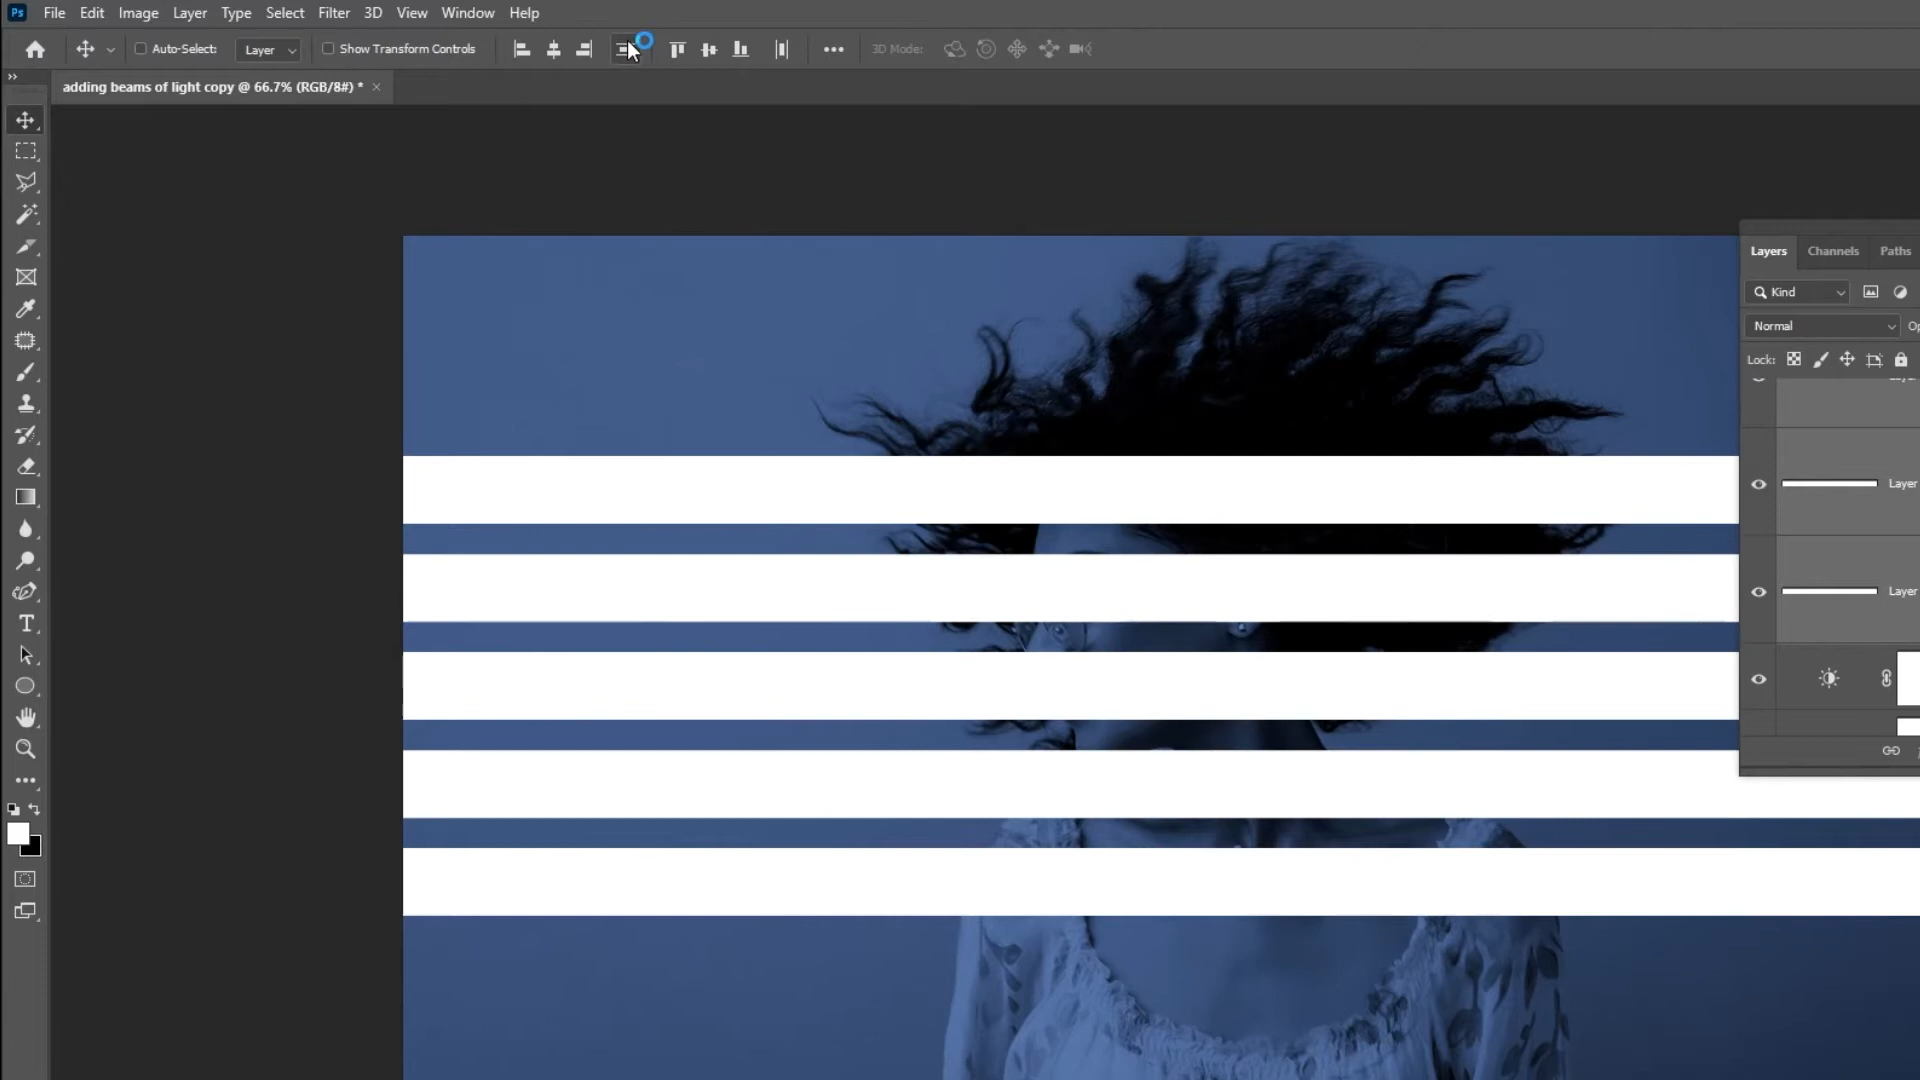 Ps File Edit Image Layer Type Select Filter 3D View Window Help
Auto-Select: Layer Show Transform Controls 3D Mode:
adding beams of light copy @ 66.7% (RGB/8#) * ×
Layers Channels Paths
Kind
Normal
Lock:
Layer
Layer